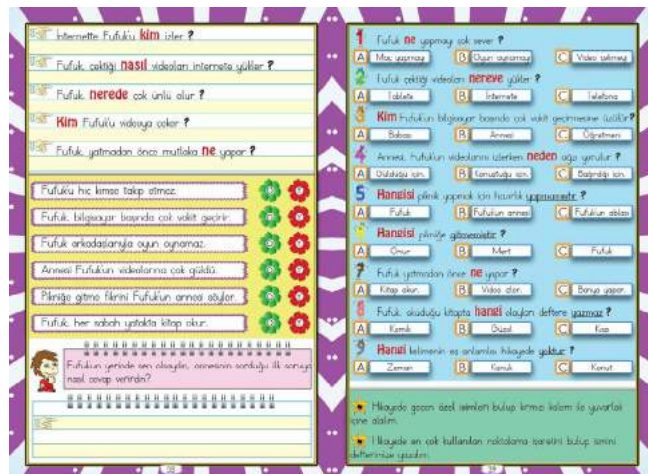 İnternette Fufuk'u kim izler ?
Fufuk, çektiği nasıl videoları internete yükler ?
Fufuk, nerede çok ünlü olur ?
Kim Fufuk'u videoya çeker ?
Fufuk, yatmadan önce mutlaka ne yapar ?
Fufuk'u hiç kimse takip etmez.
Fufuk, bilgisayar başında çok vakit geçirir.
Fufuk arkadaşlarıyla oyun oynamaz.
Annesi Fufuk'un videolarına çok güldü.
Pikniğe gitme fikrini Fufuk'un annesi söyler.
Fufuk, her sabah yatakta kitap okur.
Fufuk'un yerinde sen olsaydın, annesinin sorduğu ilk soruya
nasıl cevap verirdin?
1 Fufuk ne yapmayı çok sever ?
A Maç yapmayı B Oyun oynamayı C Video çekmeyi
2 Fufuk çektiği videoları nereye yükler ?
A Tablete B İnternete C Telefona
3 Kim Fufuk'un bilgisayar başında çok vakit geçirmesine üzülür?
A Babası B Annesi C Öğretmeni
4 Annesi, Fufuk'un videolarını izlerken neden ağzı yorulur ?
A Güldüğü için. B Konuştuğu için. C Bağırdığı için.
5 Hangisi piknik yapmak için hazırlık yapmamıştır ?
A Fufuk B Fufuk'un annesi C Fufuk'un ablası
6 Hangisi pikniğe gitmemiştir ?
A Onur B Mert C Fufuk
7 Fufuk yatmadan önce ne yapar ?
A Kitap okur. B Video izler. C Banyo yapar.
8 Fufuk, okuduğu kitapta hangi olayları deftere yazmaz ?
A Komik B Güzel C Kısa
9 Hangi kelimenin eş anlamlısı hikayede yoktur ?
A Zaman B Konuk C Konut
Hikayede geçen özel isimleri bulup kırmızı kalem ile yuvarlak
içine alalım.
Hikayede en çok kullanılan noktalama işaretini bulup ismini
defterimize yazalım.